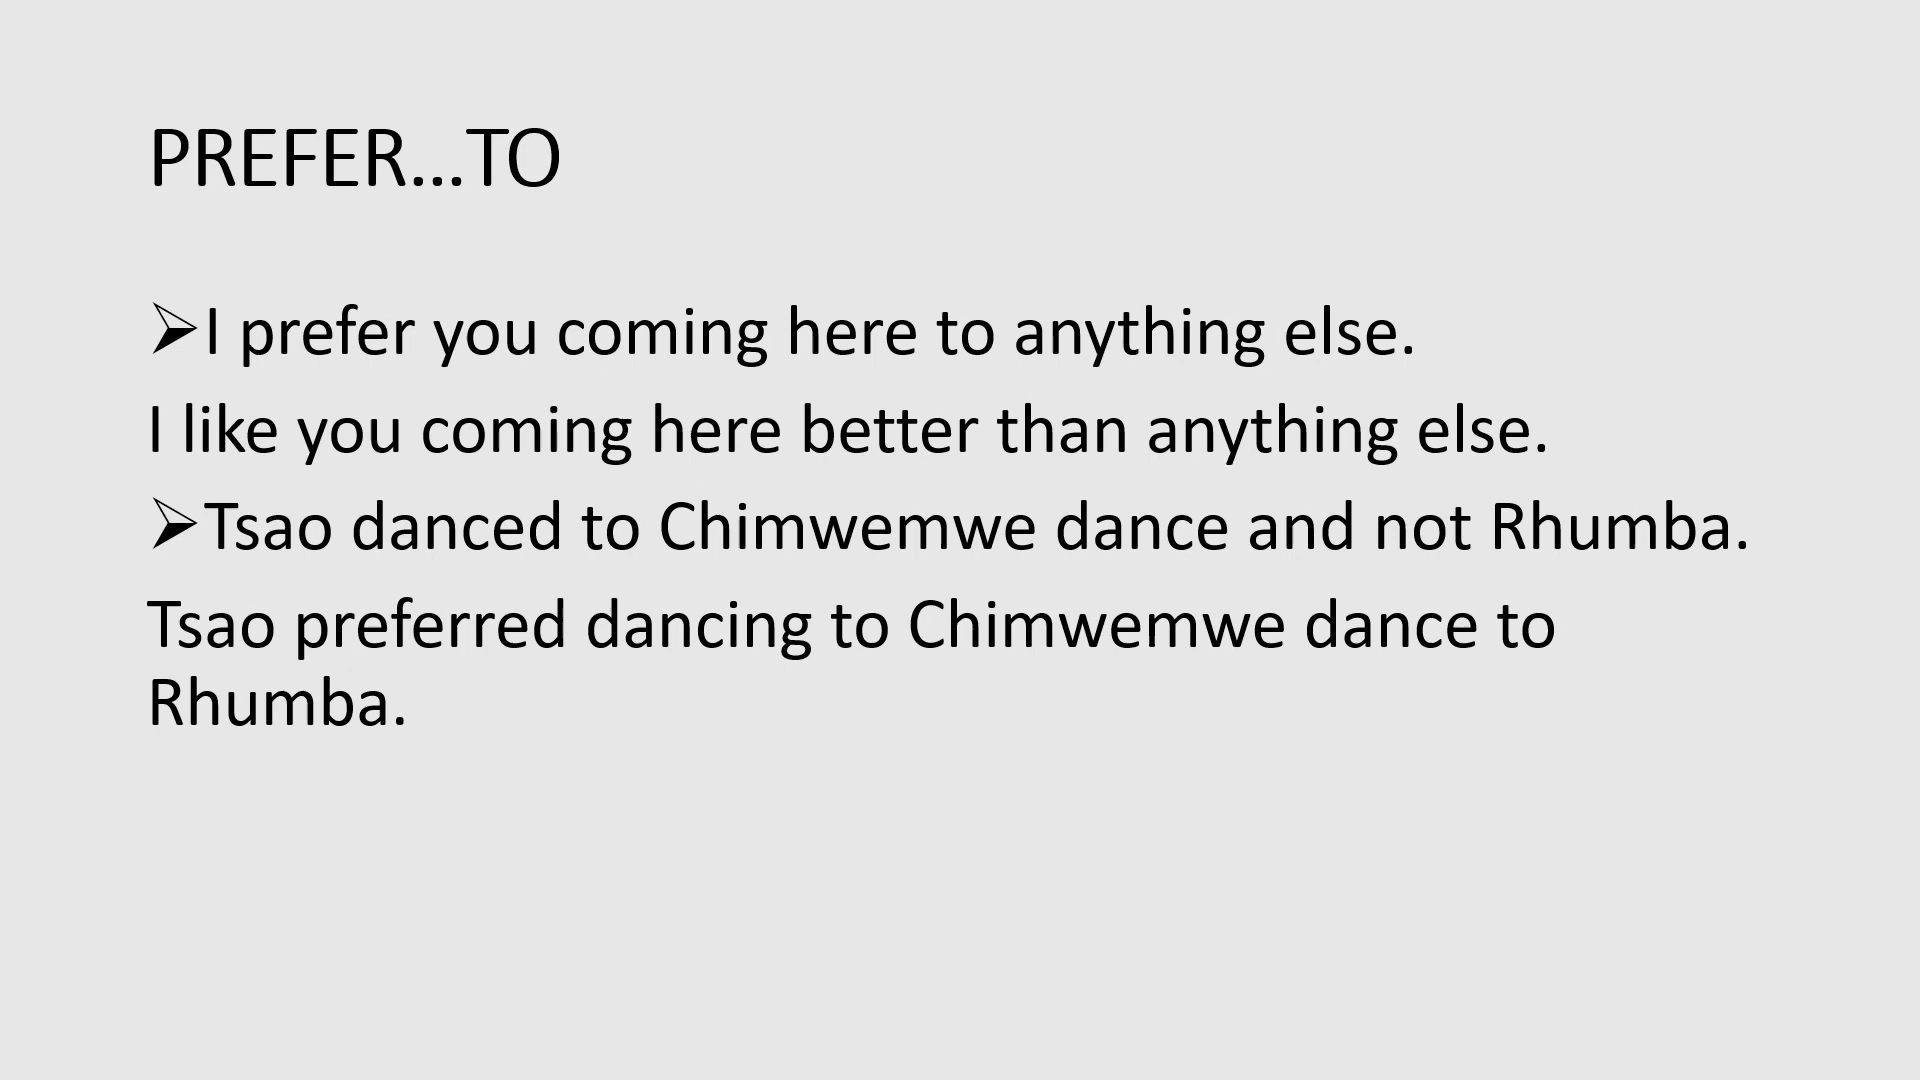 PREFER...TO
➢I prefer you coming here to anything else.
I like you coming here better than anything else.
➢Tsao danced to Chimwemwe dance and not Rhumba.
Tsao preferred dancing to Chimwemwe dance to
Rhumba.